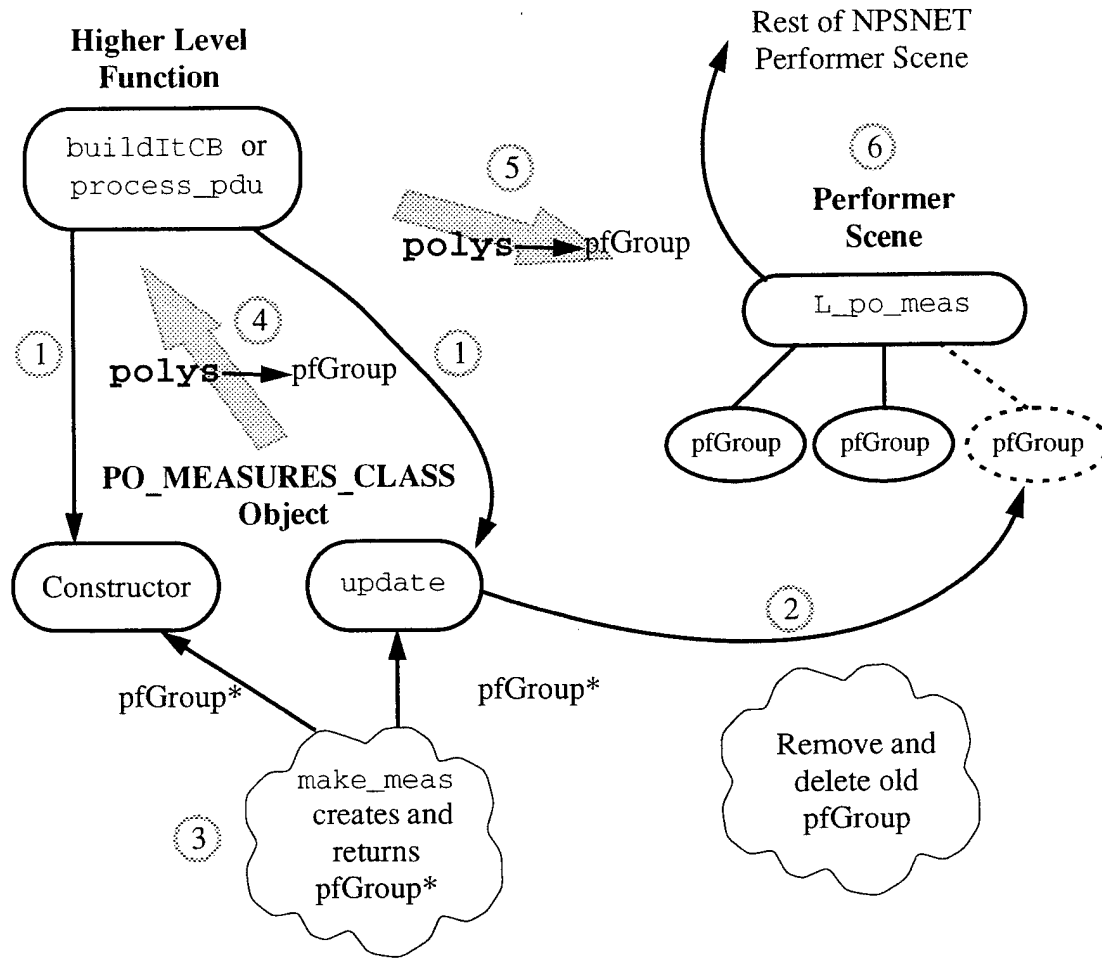 Higher Level
Function
Rest of NPSNET
Performer Scene
buildItCB or
process_pdu
5
6
polys pfGroup
Performer
Scene
L_po_meas
1
4
1
polys pfGroup
pfGroup
pfGroup
pfGroup
PO_MEASURES_CLASS
Object
Constructor
update
2
pfGroup*
pfGroup*
3
make_meas
creates and
returns
pfGroup*
Remove and
delete old
pfGroup